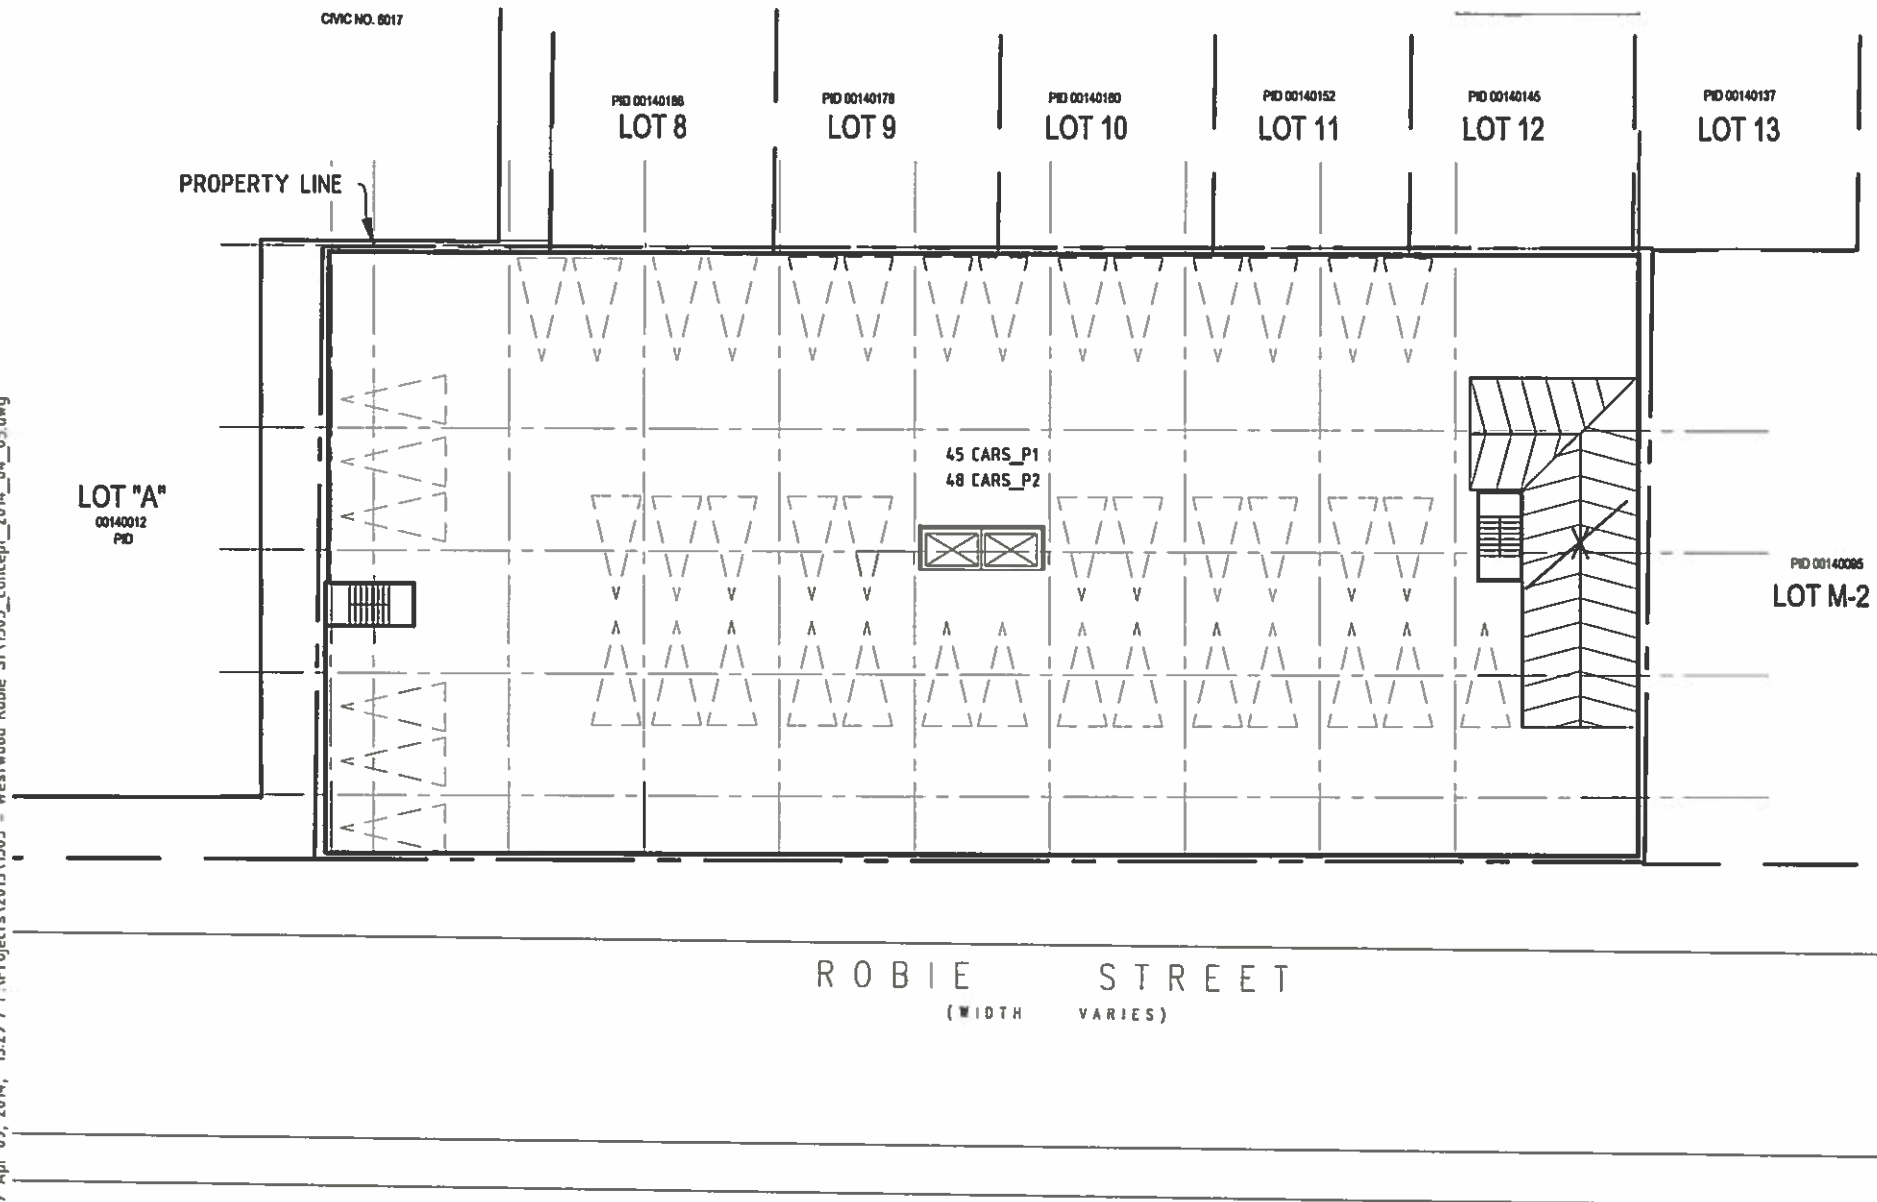 CIVIC NO. 6017
PID 00140186
LOT 8
PID 00140178
LOT 9
PID 00140160
LOT 10
PID 00140152
LOT 11
PID 00140145
LOT 12
PID 00140137
LOT 13
PROPERTY LINE
45 CARS_P1
48 CARS_P2
LOT "A"
00140012
PID
PID 00140095
LOT M-2
ROBIE STREET
(WIDTH VARIES)